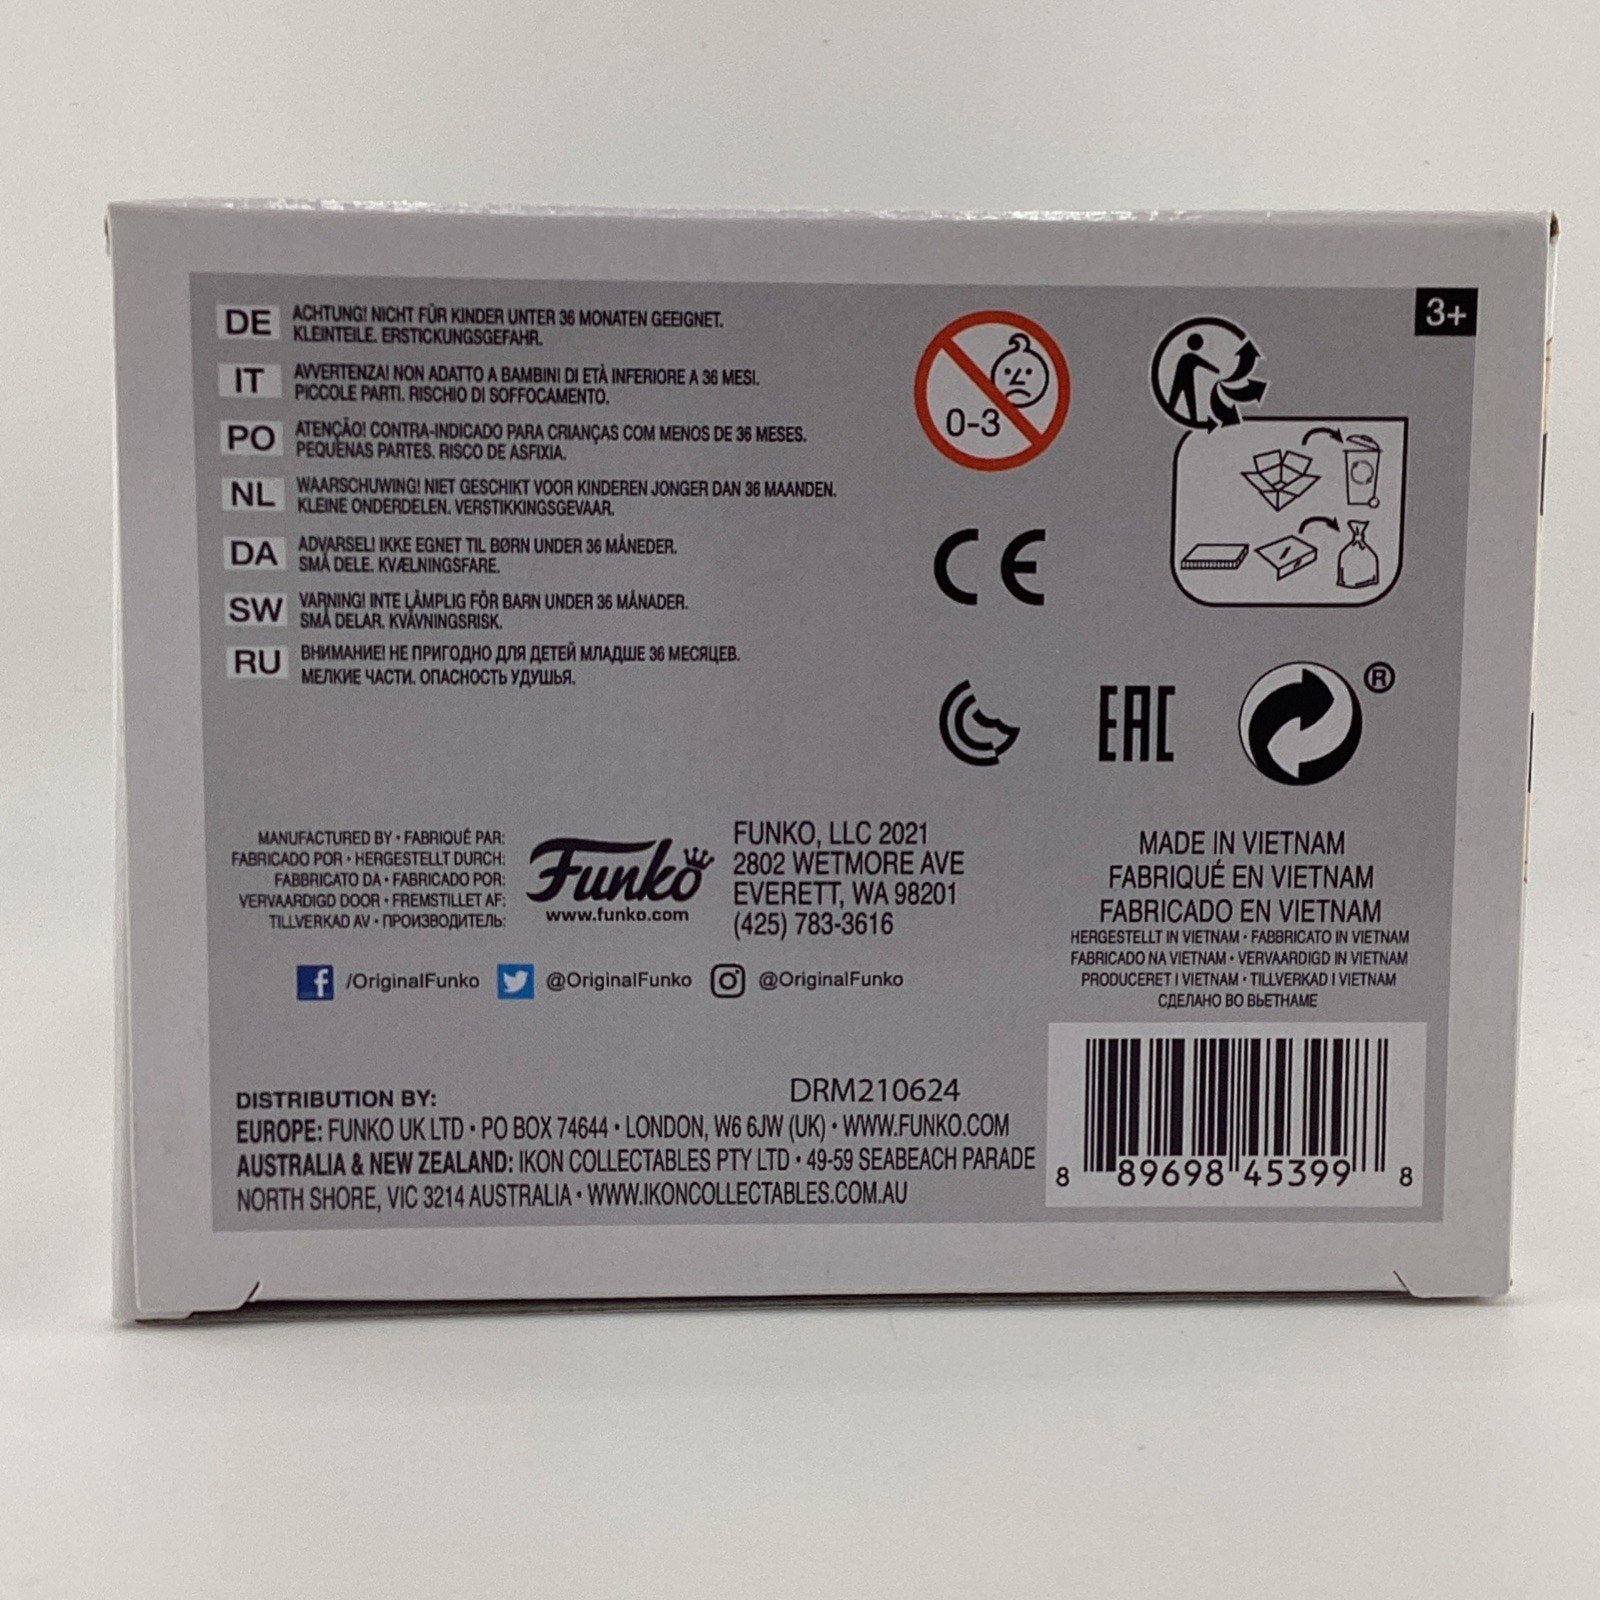 3+
DE
ACHTUNG! NICHT FÜR KINDER UNTER 36 MONATEN GEEIGNET.
KLEINTEILE. ERSTICKUNGSGEFAHR.
IT
AVVERTENZA! NON ADATTO A BAMBINI DI ETÀ INFERIORE A 36 MESI.
PICCOLE PARTI. RISCHIO DI SOFFOCAMENTO.
PO
ATENÇÃO! CONTRA-INDICADO PARA CRIANÇAS COM MENOS DE 36 MESES.
PEQUENAS PARTES. RISCO DE ASFIXIA.
NL
WAARSCHUWING! NIET GESCHIKT VOOR KINDEREN JONGER DAN 36 MAANDEN.
KLEINE ONDERDELEN. VERSTIKKINGSGEVAAR.
DA
ADVARSEL! IKKE EGNET TIL BØRN UNDER 36 MÅNEDER.
SMÅ DELE. KVÆLNINGSFARE.
SW
VARNING! INTE LÄMPLIG FÖR BARN UNDER 36 MÅNADER.
SMÅ DELAR. KVÄVNINGSRISK.
RU
ВНИМАНИЕ! НЕ ПРИГОДНО ДЛЯ ДЕТЕЙ МЛАДШЕ 36 МЕСЯЦЕВ.
МЕЛКИЕ ЧАСТИ. ОПАСНОСТЬ УДУШЬЯ.
0-3
CE
EAC
®
MANUFACTURED BY • FABRIQUÉ PAR:
FABRICADO POR • HERGESTELLT DURCH:
FABBRICATO DA • FABRICADO POR:
VERVAARDIGD DOOR • FREMSTILLET AF:
TILLVERKAD AV • ПРОИЗВОДИТЕЛЬ:
Funko
www.funko.com
FUNKO, LLC 2021
2802 WETMORE AVE
EVERETT, WA 98201
(425) 783-3616
/OriginalFunko @OriginalFunko @OriginalFunko
MADE IN VIETNAM
FABRIQUÉ EN VIETNAM
FABRICADO EN VIETNAM
HERGESTELLT IN VIETNAM • FABBRICATO IN VIETNAM
FABRICADO NA VIETNAM • VERVAARDIGD IN VIETNAM
PRODUCERET I VIETNAM • TILLVERKAD I VIETNAM
СДЕЛАНО ВО ВЬЕТНАМЕ
DISTRIBUTION BY:
DRM210624
EUROPE: FUNKO UK LTD • PO BOX 74644 • LONDON, W6 6JW (UK) • WWW.FUNKO.COM
AUSTRALIA & NEW ZEALAND: IKON COLLECTABLES PTY LTD • 49-59 SEABEACH PARADE
NORTH SHORE, VIC 3214 AUSTRALIA • WWW.IKONCOLLECTABLES.COM.AU
8 89698 45399 8